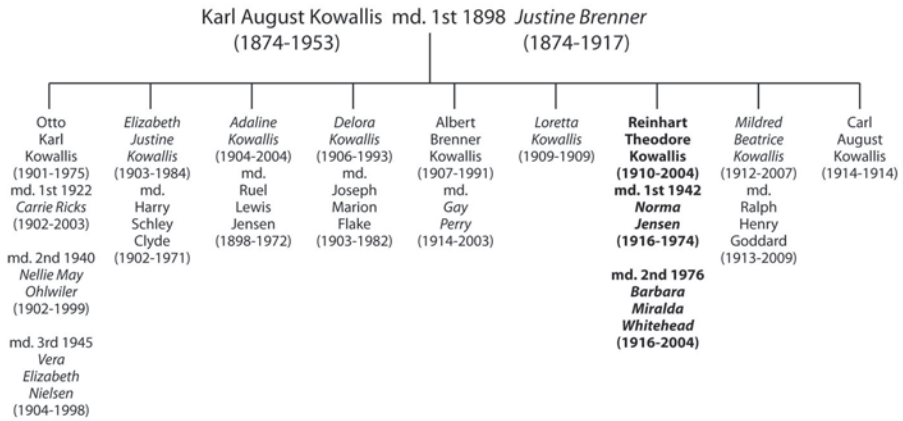 Karl August Kowallis md. 1st 1898 Justine Brenner
(1874-1953) (1874-1917)
Otto
Karl
Kowallis
(1901-1975)
md. 1st 1922
Carrie Ricks
(1902-2003)
md. 2nd 1940
Nellie May
Ohlwiler
(1902-1999)
md. 3rd 1945
Vera
Elizabeth
Nielsen
(1904-1998)
Elizabeth
Justine
Kowallis
(1903-1984)
md.
Harry
Schley
Clyde
(1902-1971)
Adaline
Kowallis
(1904-2004)
md.
Ruel
Lewis
Jensen
(1898-1972)
Delora
Kowallis
(1906-1993)
md.
Joseph
Marion
Flake
(1903-1982)
Albert
Brenner
Kowallis
(1907-1991)
md.
Gay
Perry
(1914-2003)
Loretta
Kowallis
(1909-1909)
Reinhart
Theodore
Kowallis
(1910-2004)
md. 1st 1942
Norma
Jensen
(1916-1974)
md. 2nd 1976
Barbara
Miralda
Whitehead
(1916-2004)
Mildred
Beatrice
Kowallis
(1912-2007)
md.
Ralph
Henry
Goddard
(1913-2009)
Carl
August
Kowallis
(1914-1914)